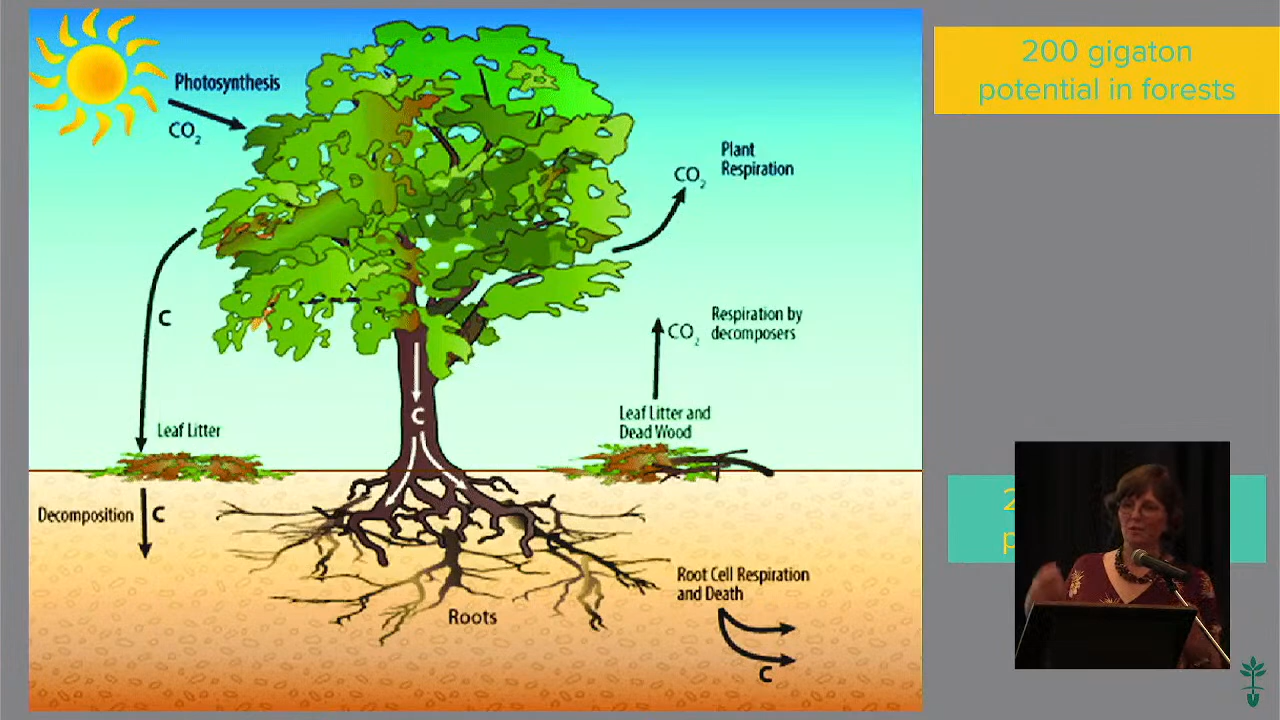 200 gigaton
potential in forests
Photosynthesis
CO2
CO2
Plant
Respiration
C
CO2
Respiration by
decomposers
C
Leaf Litter
Leaf Litter and
Dead Wood
Decomposition
C
Root Cell Respiration
and Death
Roots
C
2
p